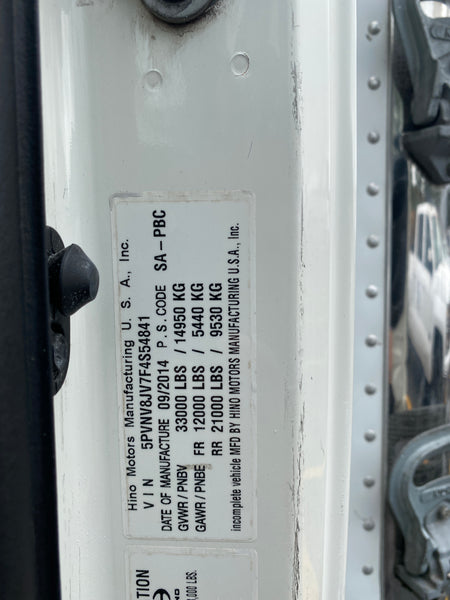 Hino Motors Manufacturing U. S. A., Inc.
VIN 5PVNV8JV7F4S54841
DATE OF MANUFACTURE 09/2014 P.S.CODE SA-PBC
GVWR/PNBV 33000 LBS / 14950 KG
GAWR/PNBE FR 12000 LBS / 5440 KG
RR 21000 LBS / 9530 KG
incomplete vehicle MFD BY HINO MOTORS MANUFACTURING U.S.A., Inc.